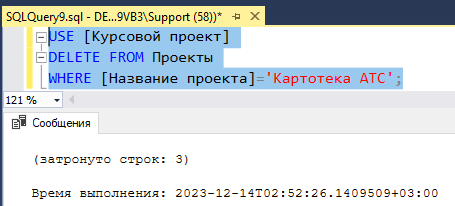 SQLQuery9.sql - DE...9VB3\Support (58))*
USE [Курсовой проект]
DELETE FROM Проекты
WHERE [Название проекта]='Картотека АТС';
121 %
Сообщения
(затронуто строк: 3)
Время выполнения: 2023-12-14T02:52:26.1409509+03:00